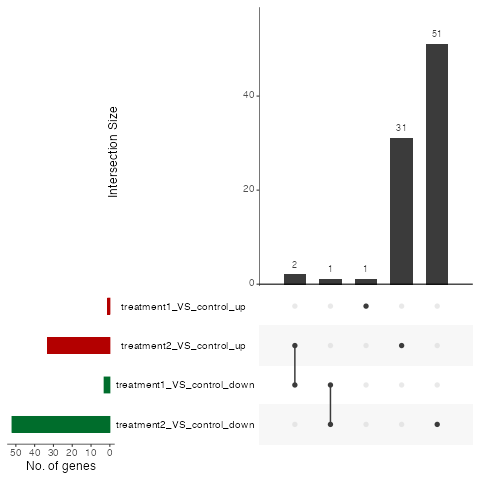 51
40
31
Intersection Size
20
2
1
1
0
treatment1_VS_control_up
treatment2_VS_control_up
treatment1_VS_control_down
treatment2_VS_control_down
50 40 30 20 10 0
No. of genes